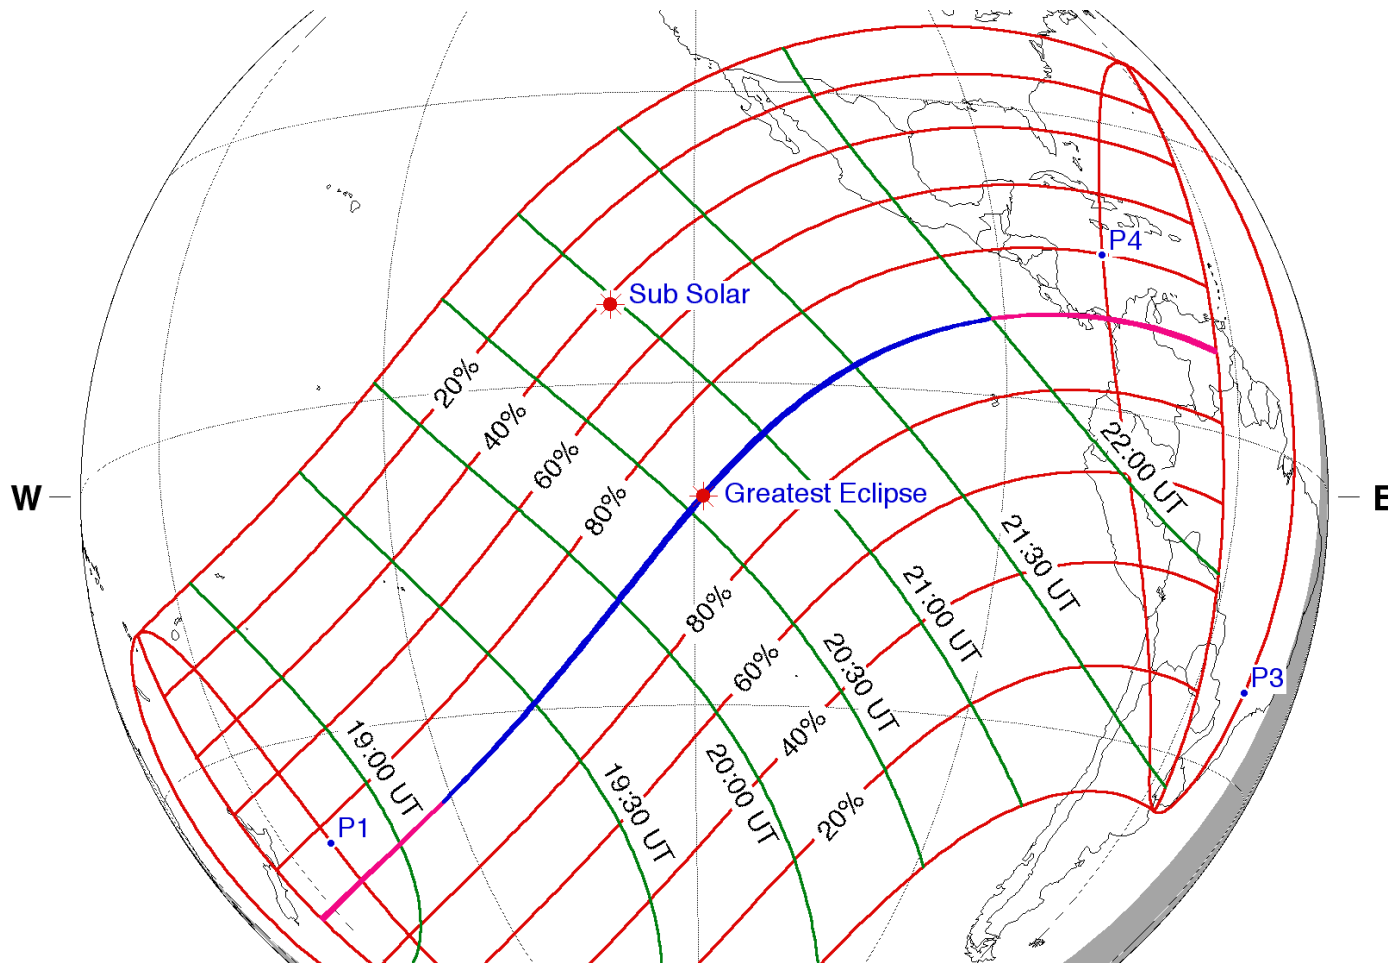 P4
Sub Solar
20%
40%
60%
80%
W
Greatest Eclipse
E
22:00 UT
21:30 UT
21:00 UT
80%
20:30 UT
60%
P3
40%
19:00 UT
20:00 UT
19:30 UT
20%
P1